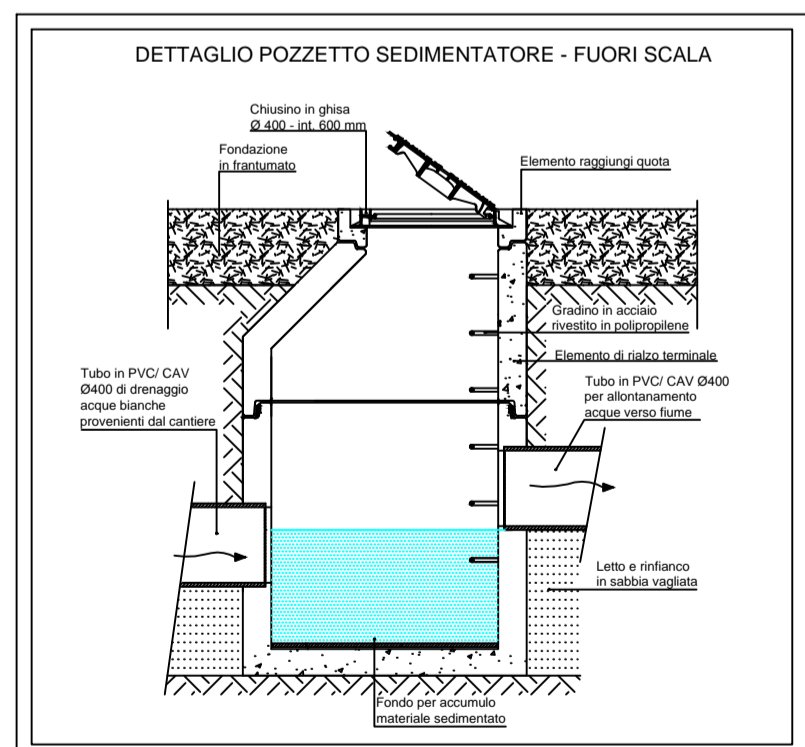 DETTAGLIO POZZETTO SEDIMENTATORE - FUORI SCALA
Chiusino in ghisa
Ø 400 - int. 600 mm
Fondazione
in frantumato
Elemento raggiungi quota
Gradino in acciaio
rivestito in polipropilene
Elemento di rialzo terminale
Tubo in PVC/ CAV
Ø400 di drenaggio
acque bianche
provenienti dal cantiere
Tubo in PVC/ CAV Ø400
per allontanamento
acque verso fiume
Letto e rinfianco
in sabbia vagliata
Fondo per accumulo
materiale sedimentato